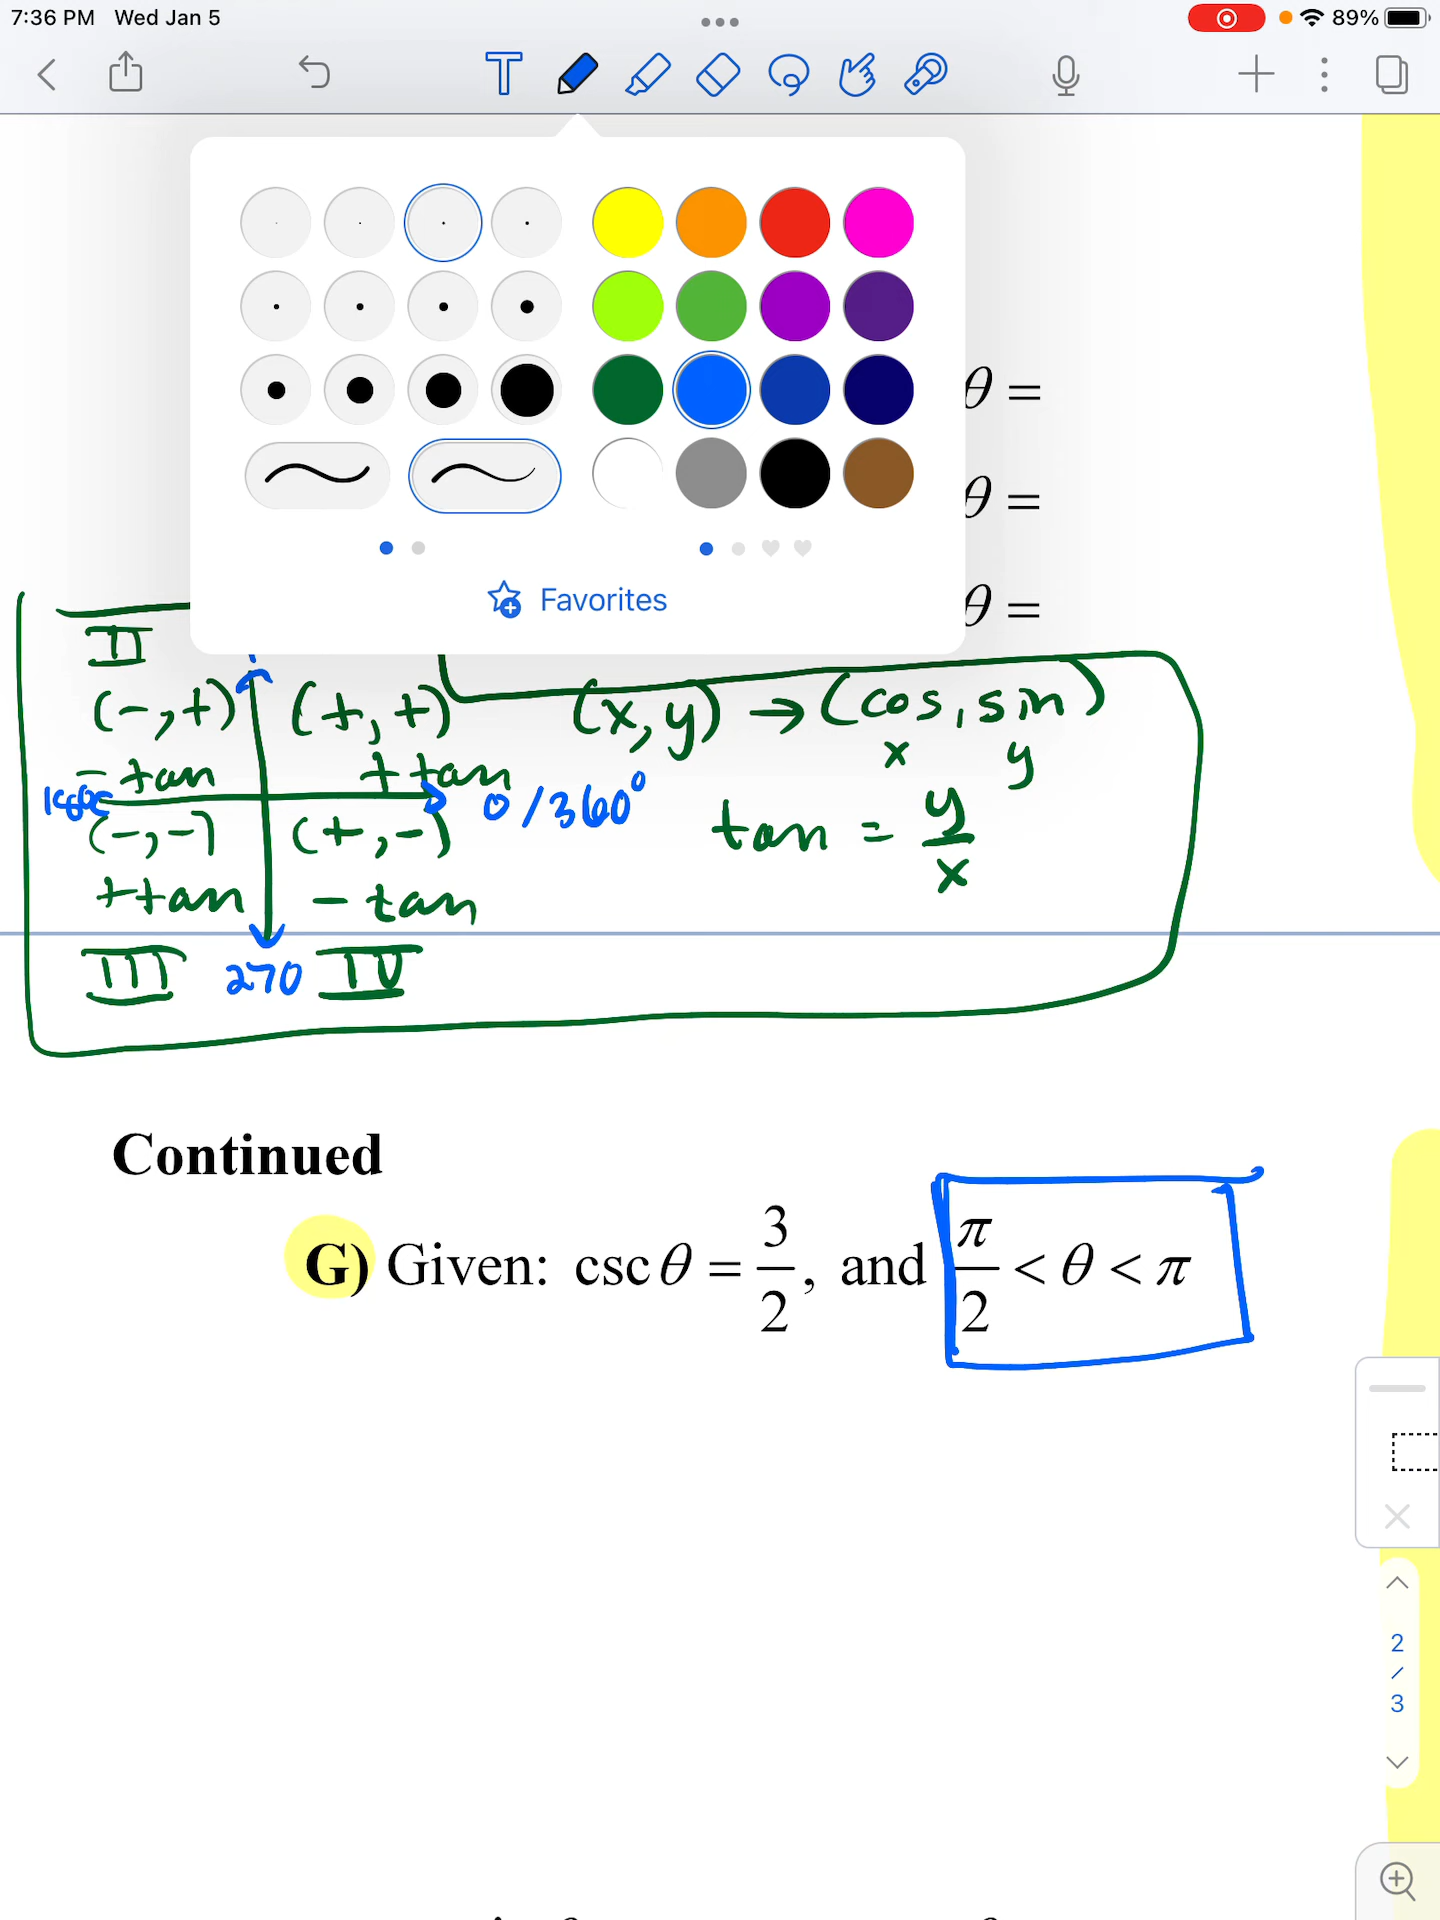 7:36 PM Wed Jan 5 89%
T
θ =
θ =
θ =
Favorites
II
(-,+) (+,+) (x,y) → (cos, sin)
x y
- tan + tan
180° 0/360°
tan = y/x
(-,-) (+,-)
+tan - tan
III 270 IV
Continued
G) Given: csc θ = 3/2, and π/2 < θ < π
2
/
3